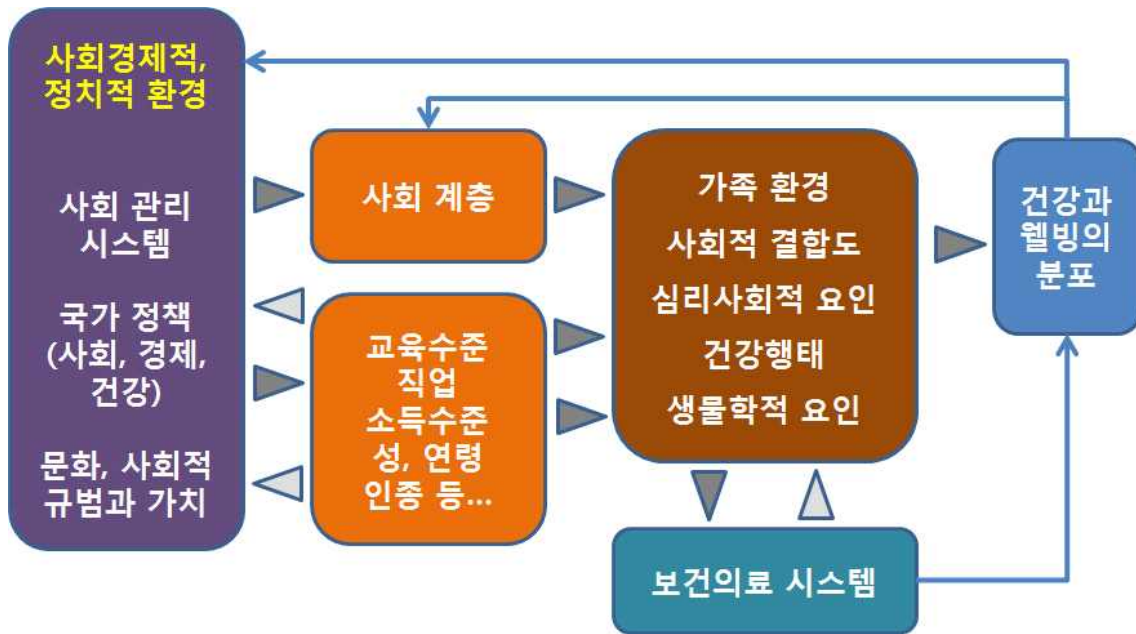 사회경제적,
정치적 환경
사회 관리
시스템
국가 정책
(사회, 경제,
건강)
문화, 사회적
규범과 가치
사회 계층
교육수준
직업
소득수준
성, 연령
인종 등...
가족 환경
사회적 결합도
심리사회적 요인
건강행태
생물학적 요인
보건의료 시스템
건강과
웰빙의
분포